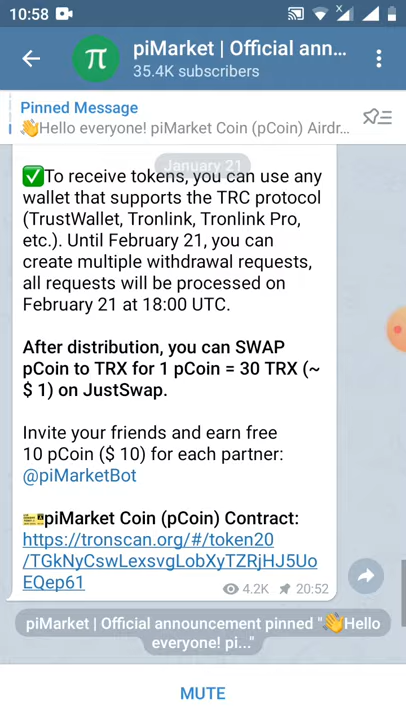 10:58
piMarket | Official ann...
35.4K subscribers
Pinned Message
👋Hello everyone! piMarket Coin (pCoin) Airdr...
January 21
✅To receive tokens, you can use any
wallet that supports the TRC protocol
(TrustWallet, Tronlink, Tronlink Pro,
etc.). Until February 21, you can
create multiple withdrawal requests,
all requests will be processed on
February 21 at 18:00 UTC.
After distribution, you can SWAP
pCoin to TRX for 1 pCoin = 30 TRX (~
$ 1) on JustSwap.
Invite your friends and earn free
10 pCoin ($ 10) for each partner:
@piMarketBot
🎫piMarket Coin (pCoin) Contract:
https://tronscan.org/#/token20
/TGkNyCswLexsvgLobXyTZRjHJ5Uo
EQep61
4.2K 20:52
piMarket | Official announcement pinned "👋Hello
everyone! pi..."
MUTE